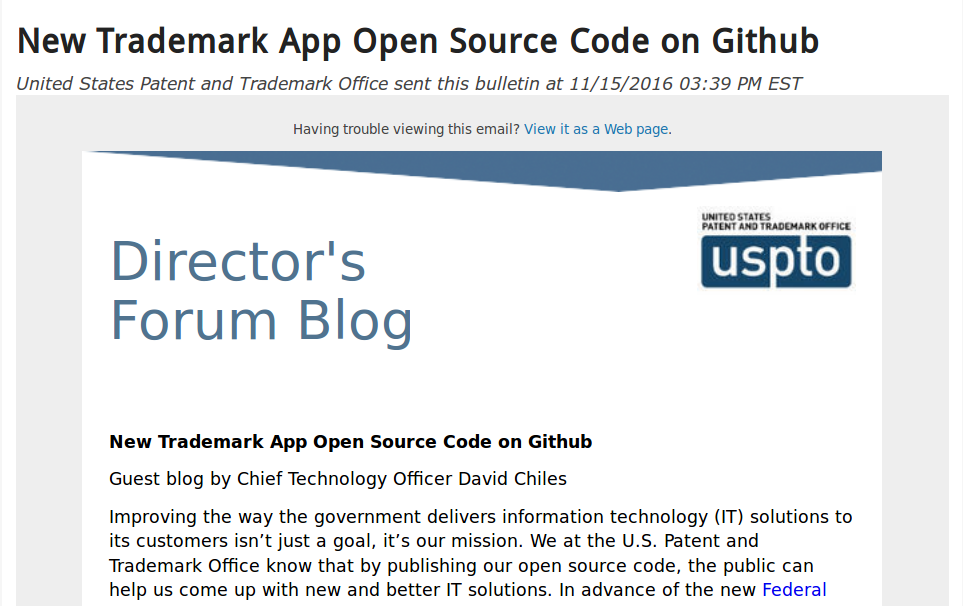 New Trademark App Open Source Code on Github
United States Patent and Trademark Office sent this bulletin at 11/15/2016 03:39 PM EST
Having trouble viewing this email? View it as a Web page.
UNITED STATES
PATENT AND TRADEMARK OFFICE
uspto
Director's
Forum Blog
New Trademark App Open Source Code on Github
Guest blog by Chief Technology Officer David Chiles
Improving the way the government delivers information technology (IT) solutions to
its customers isn’t just a goal, it’s our mission. We at the U.S. Patent and
Trademark Office know that by publishing our open source code, the public can
help us come up with new and better IT solutions. In advance of the new Federal